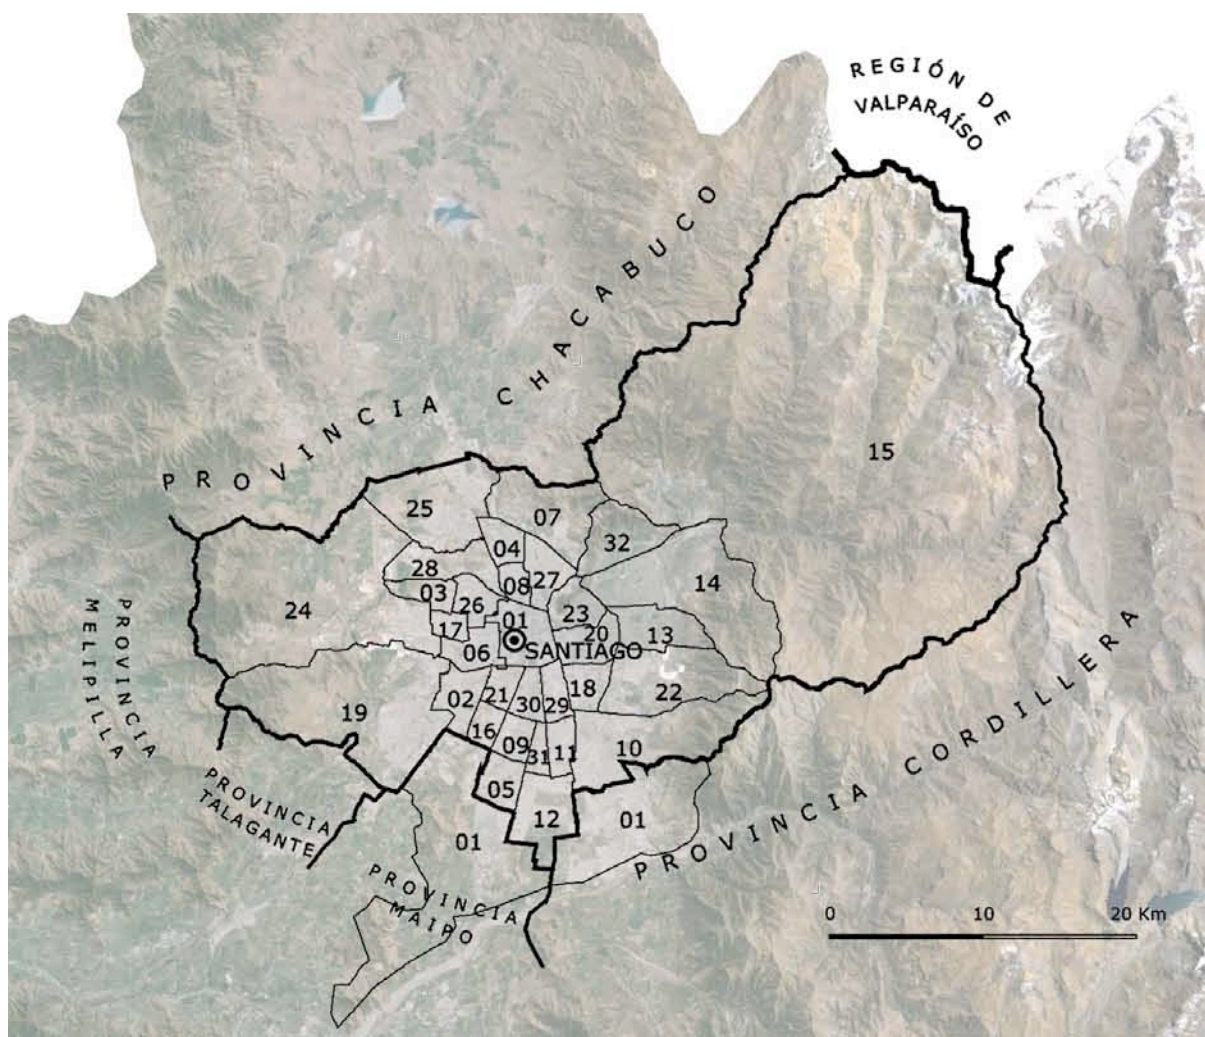 REGIÓN DE
VALPARAÍSO
PROVINCIA CHACABUCO
15
25
07
04
32
28
27
14
08
03
24
26
01
23
17
20
13
06
SANTIAGO
18
22
02
21
30
29
19
16
09
31
11
10
05
12
01
01
PROVINCIA
MELIPILLA
PROVINCIA
TALAGANTE
PROVINCIA
MAIPO
PROVINCIA CORDILLERA
0 10 20 Km